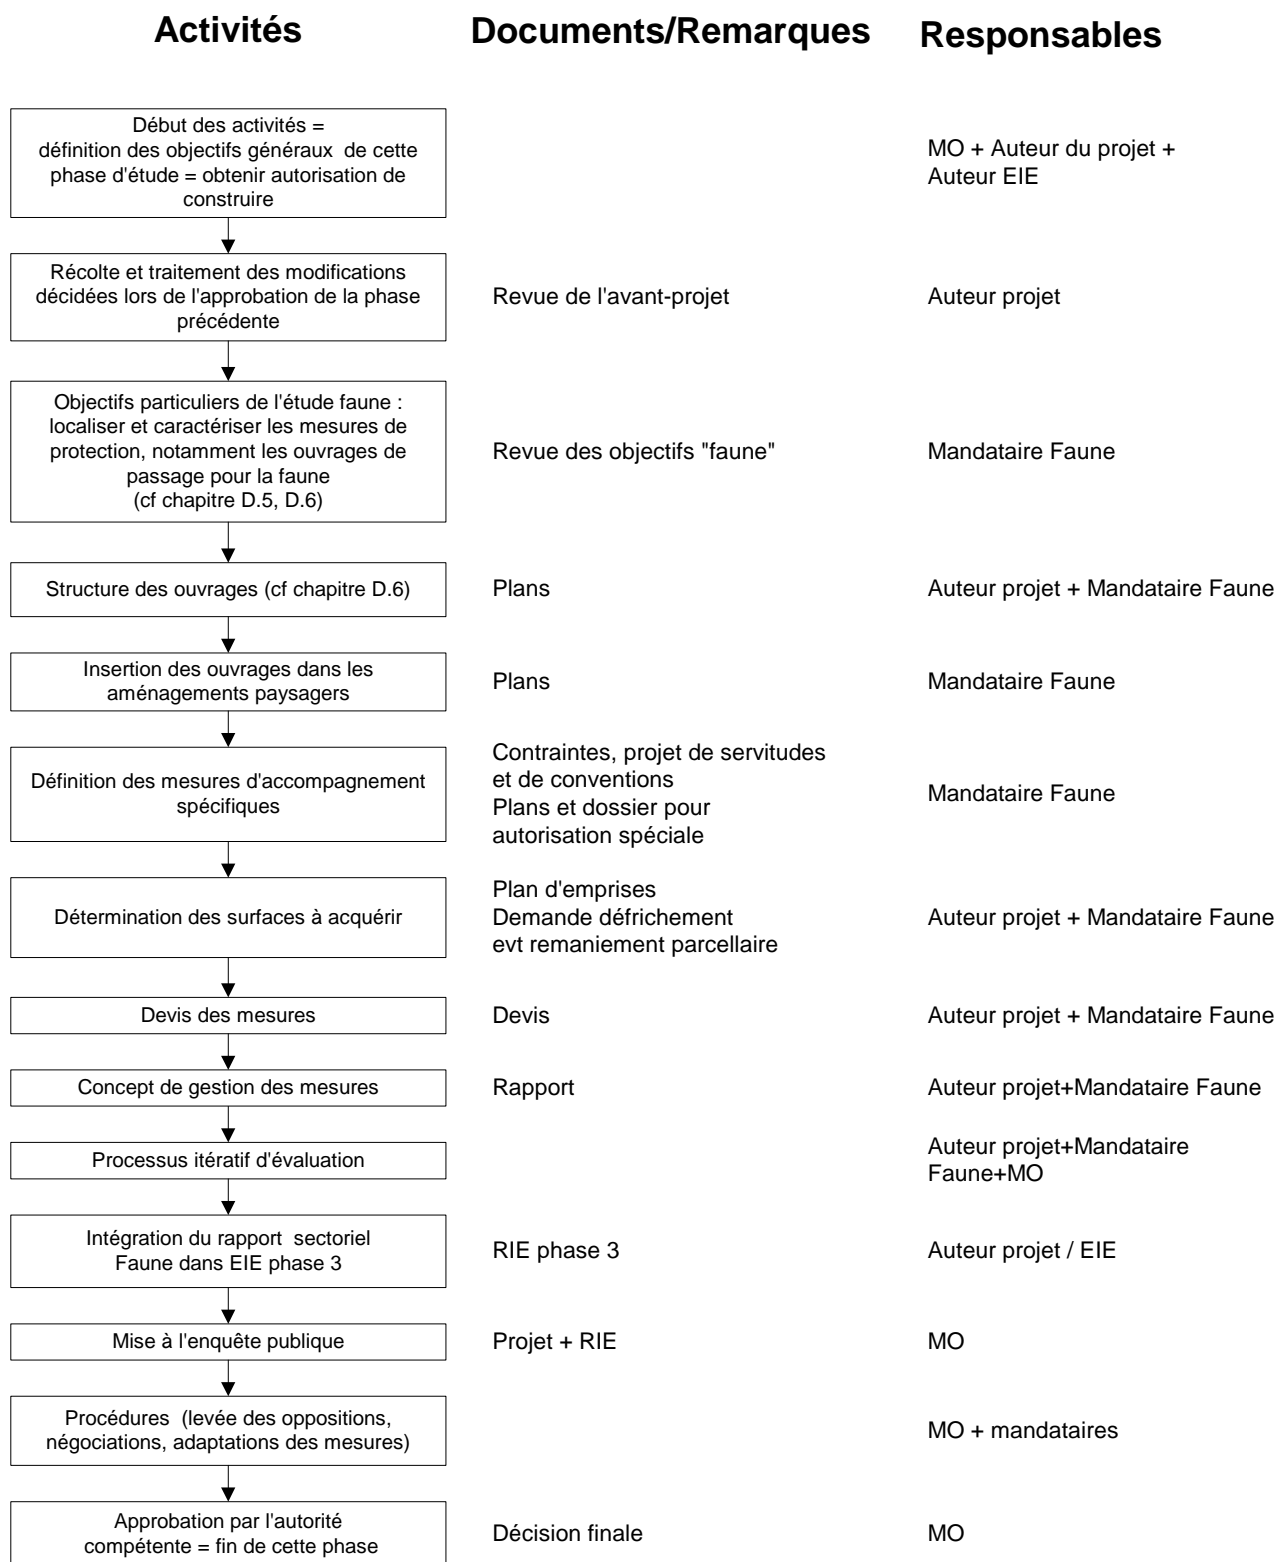 Activités Documents/Remarques Responsables
Début des activités =
définition des objectifs généraux de cette
phase d'étude = obtenir autorisation de
construire
MO + Auteur du projet +
Auteur EIE
Récolte et traitement des modifications
décidées lors de l'approbation de la phase
précédente
Revue de l'avant-projet
Auteur projet
Objectifs particuliers de l'étude faune :
localiser et caractériser les mesures de
protection, notamment les ouvrages de
passage pour la faune
(cf chapitre D.5, D.6)
Revue des objectifs "faune"
Mandataire Faune
Structure des ouvrages (cf chapitre D.6)
Plans
Auteur projet + Mandataire Faune
Insertion des ouvrages dans les
aménagements paysagers
Plans
Mandataire Faune
Définition des mesures d'accompagnement
spécifiques
Contraintes, projet de servitudes
et de conventions
Plans et dossier pour
autorisation spéciale
Mandataire Faune
Détermination des surfaces à acquérir
Plan d'emprises
Demande défrichement
evt remaniement parcellaire
Auteur projet + Mandataire Faune
Devis des mesures
Devis
Auteur projet + Mandataire Faune
Concept de gestion des mesures
Rapport
Auteur projet+Mandataire Faune
Processus itératif d'évaluation
Auteur projet+Mandataire
Faune+MO
Intégration du rapport sectoriel
Faune dans EIE phase 3
RIE phase 3
Auteur projet / EIE
Mise à l'enquête publique
Projet + RIE
MO
Procédures (levée des oppositions,
négociations, adaptations des mesures)
MO + mandataires
Approbation par l'autorité
compétente = fin de cette phase
Décision finale
MO